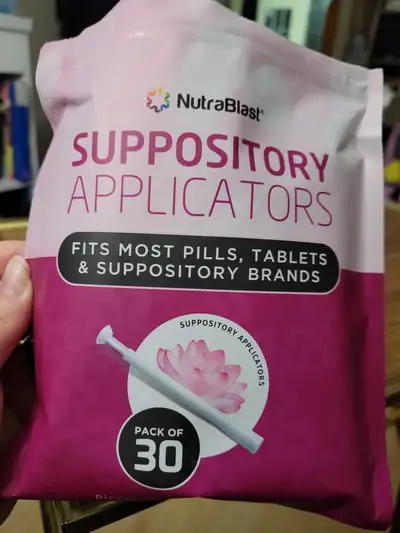 NutraBlast®
SUPPOSITORY
APPLICATORS
FITS MOST PILLS, TABLETS
& SUPPOSITORY BRANDS
SUPPOSITORY APPLICATORS
PACK OF
30